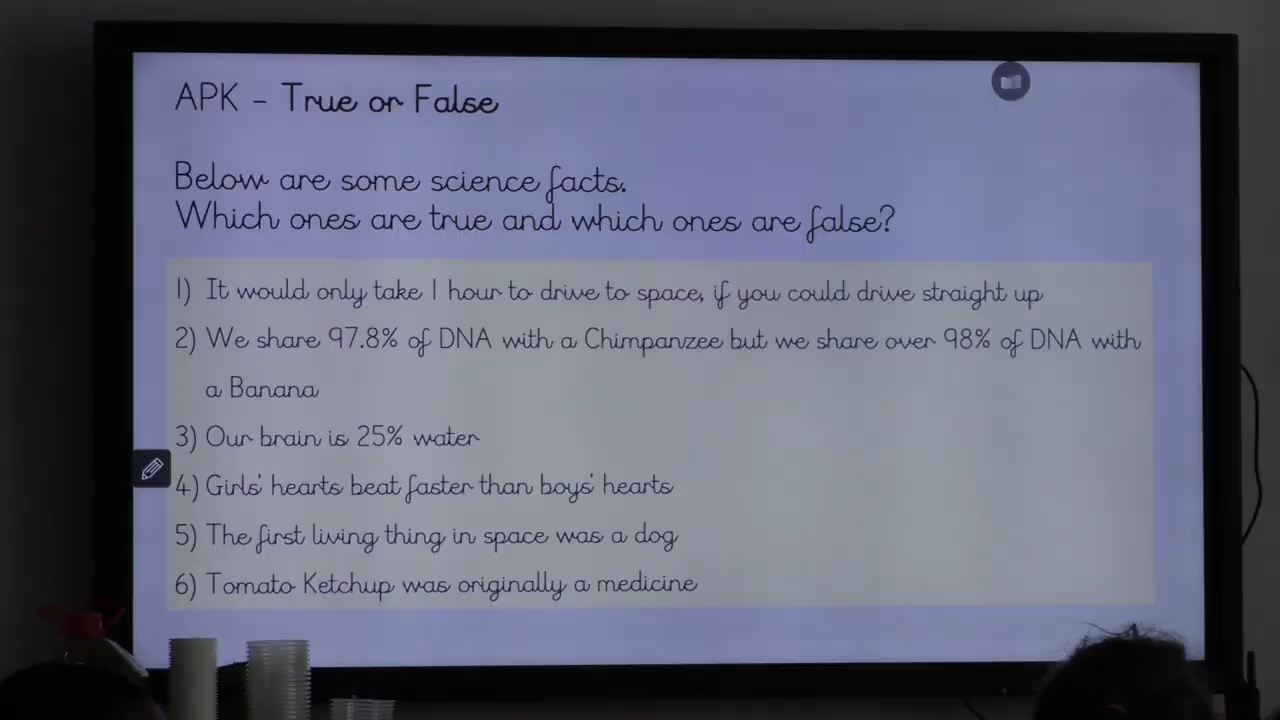 APK - True or False
Below are some science facts.
Which ones are true and which ones are false?
1) It would only take 1 hour to drive to space, if you could drive straight up
2) We share 97.8% of DNA with a Chimpanzee but we share over 98% of DNA with
a Banana
3) Our brain is 25% water
4) Girls' hearts beat faster than boys' hearts
5) The first living thing in space was a dog
6) Tomato Ketchup was originally a medicine